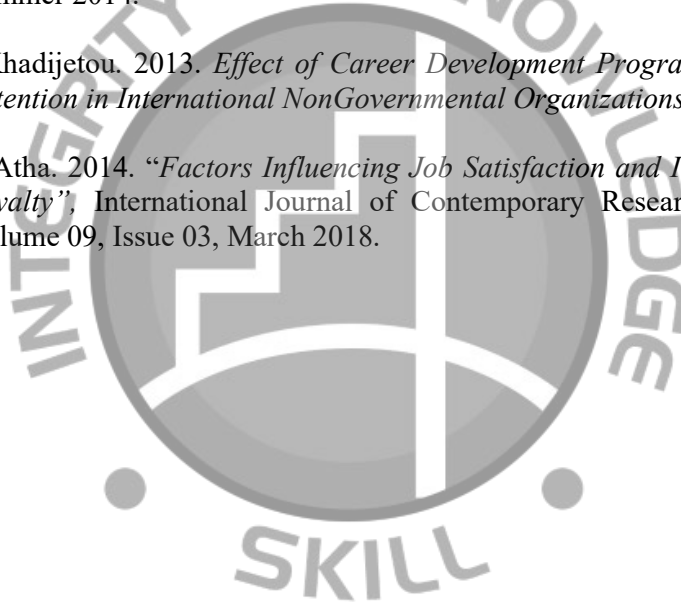 2014.
Khadijetou. 2013. Effect of Career Development Progra
tention in International NonGovernmental Organizations
Atha. 2014. “Factors Influencing Job Satisfaction and I
yalty”, International Journal of Contemporary Resear
lume 09, Issue 03, March 2018.
INTEGRITY
KNOWLEDGE
SKILL